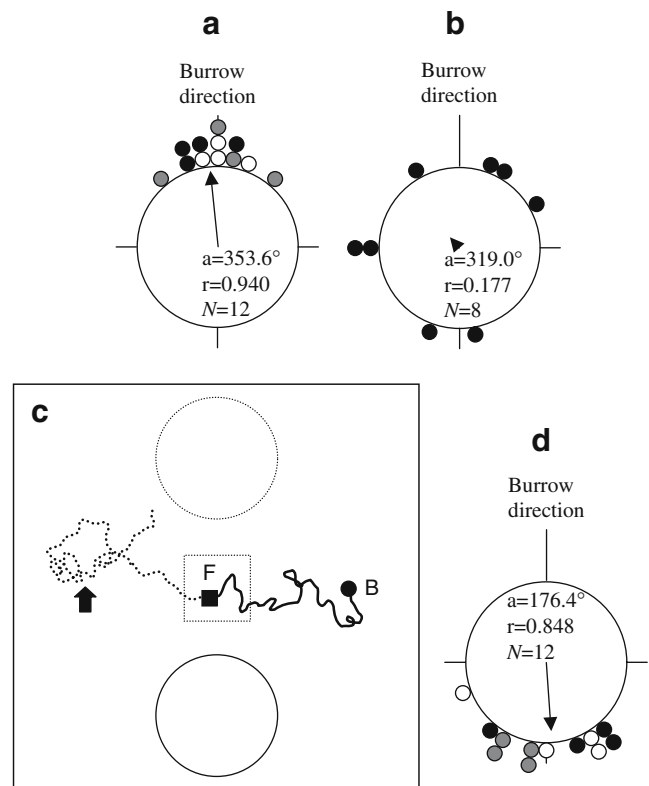 a
Burrow
direction
a=353.6°
r=0.940
N=12
b
Burrow
direction
a=319.0°
r=0.177
N=8
c
F
B
d
Burrow
direction
a=176.4°
r=0.848
N=12